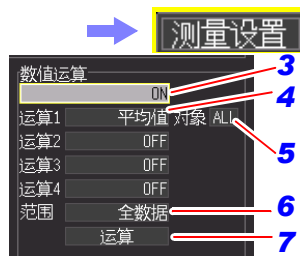 测量设置
数值运算
ON 3
运算1 平均值 对象 ALL 4
运算2 OFF 5
运算3 OFF
运算4 OFF
范围 全数据 6
运算 7